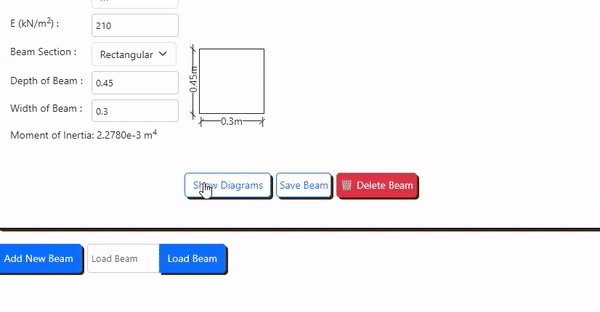 E (kN/m²) : 210
Beam Section : Rectangular
Depth of Beam : 0.45
Width of Beam : 0.3
0.45m
0.3m
Moment of Inertia: 2.2780e-3 m⁴
Show Diagrams Save Beam Delete Beam
Add New Beam Load Beam Load Beam